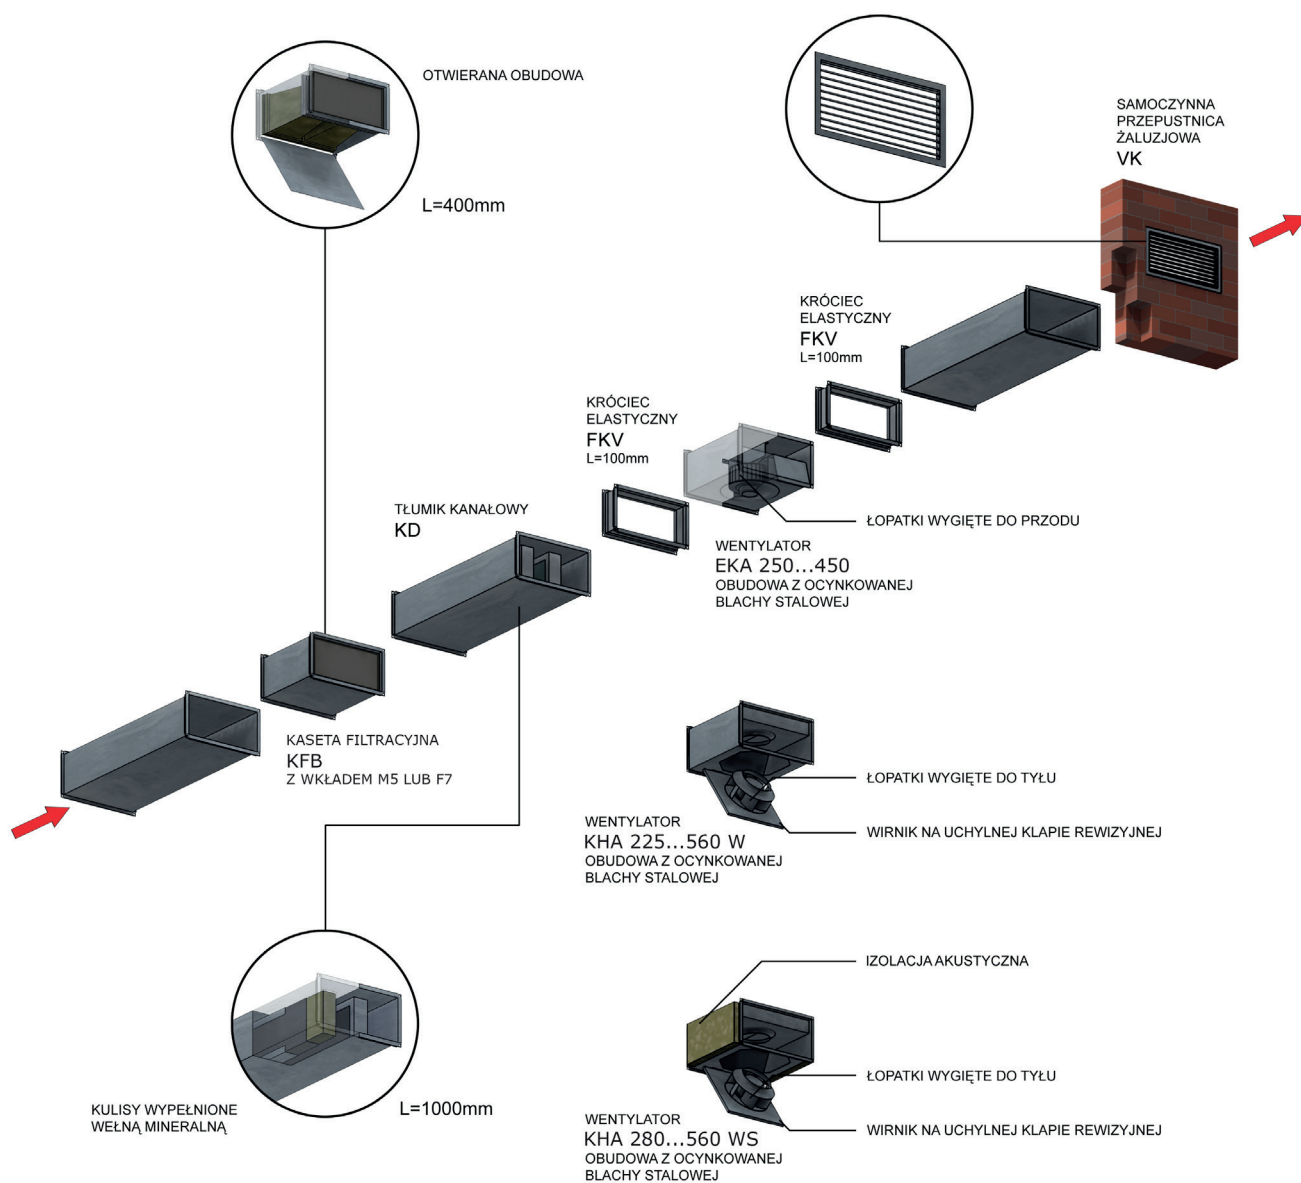 OTWIERANA OBUDOWA
L=400mm
SAMOCZYNNA
PRZEPUSTNICA
ŻALUZJOWA
VK
KRÓCIEC
ELASTYCZNY
FKV
L=100mm
KRÓCIEC
ELASTYCZNY
FKV
L=100mm
ŁOPATKI WYGIĘTE DO PRZODU
WENTYLATOR
EKA 250...450
OBUDOWA Z OCYNKOWANEJ
BLACHY STALOWEJ
TŁUMIK KANAŁOWY
KD
KASETA FILTRACYJNA
KFB
Z WKŁADEM M5 LUB F7
ŁOPATKI WYGIĘTE DO TYŁU
WIRNIK NA UCHYLNEJ KLAPIE REWIZYJNEJ
WENTYLATOR
KHA 225...560 W
OBUDOWA Z OCYNKOWANEJ
BLACHY STALOWEJ
IZOLACJA AKUSTYCZNA
ŁOPATKI WYGIĘTE DO TYŁU
WIRNIK NA UCHYLNEJ KLAPIE REWIZYJNEJ
WENTYLATOR
KHA 280...560 WS
OBUDOWA Z OCYNKOWANEJ
BLACHY STALOWEJ
KULISY WYPEŁNIONE
WEŁNĄ MINERALNĄ
L=1000mm